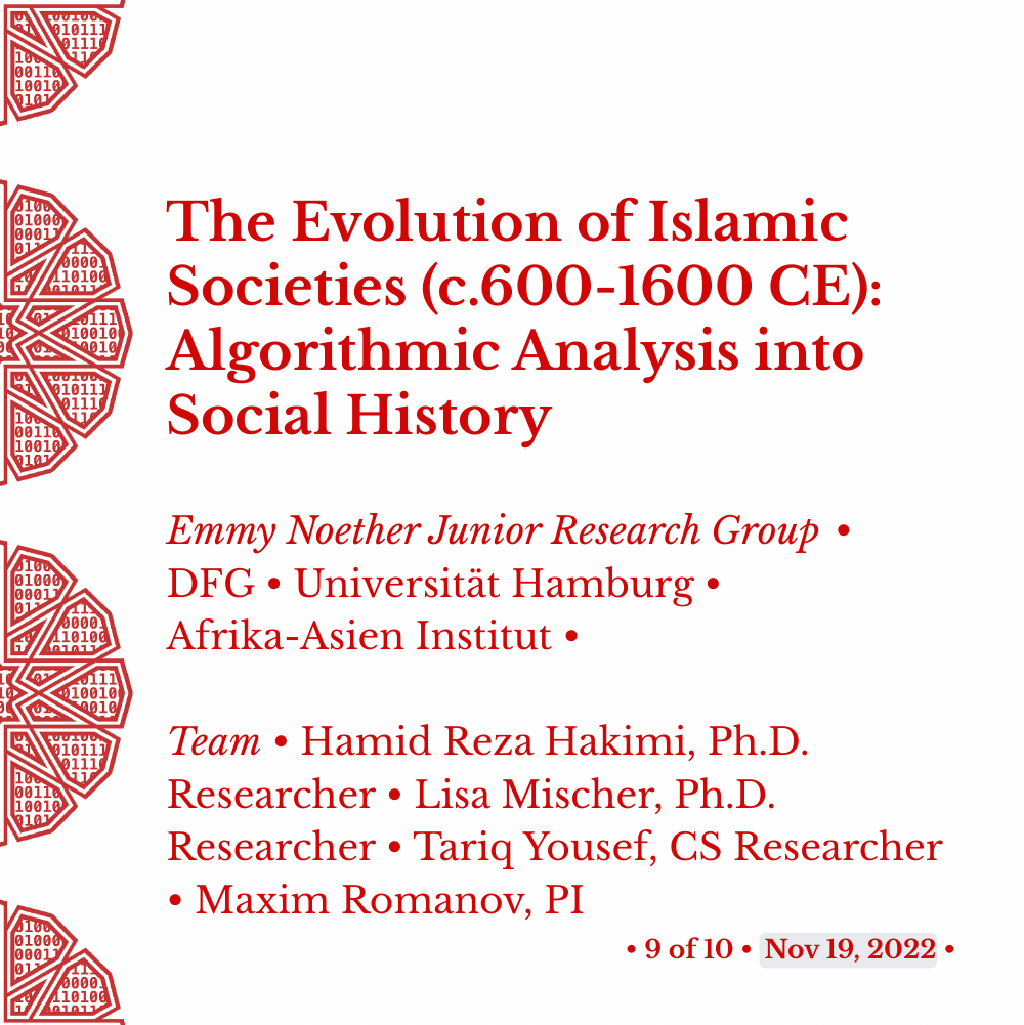 The Evolution of Islamic
Societies (c.600-1600 CE):
Algorithmic Analysis into
Social History
Emmy Noether Junior Research Group •
DFG • Universität Hamburg •
Afrika-Asien Institut •
Team • Hamid Reza Hakimi, Ph.D.
Researcher • Lisa Mischer, Ph.D.
Researcher • Tariq Yousef, CS Researcher
• Maxim Romanov, PI
• 9 of 10 • Nov 19, 2022 •